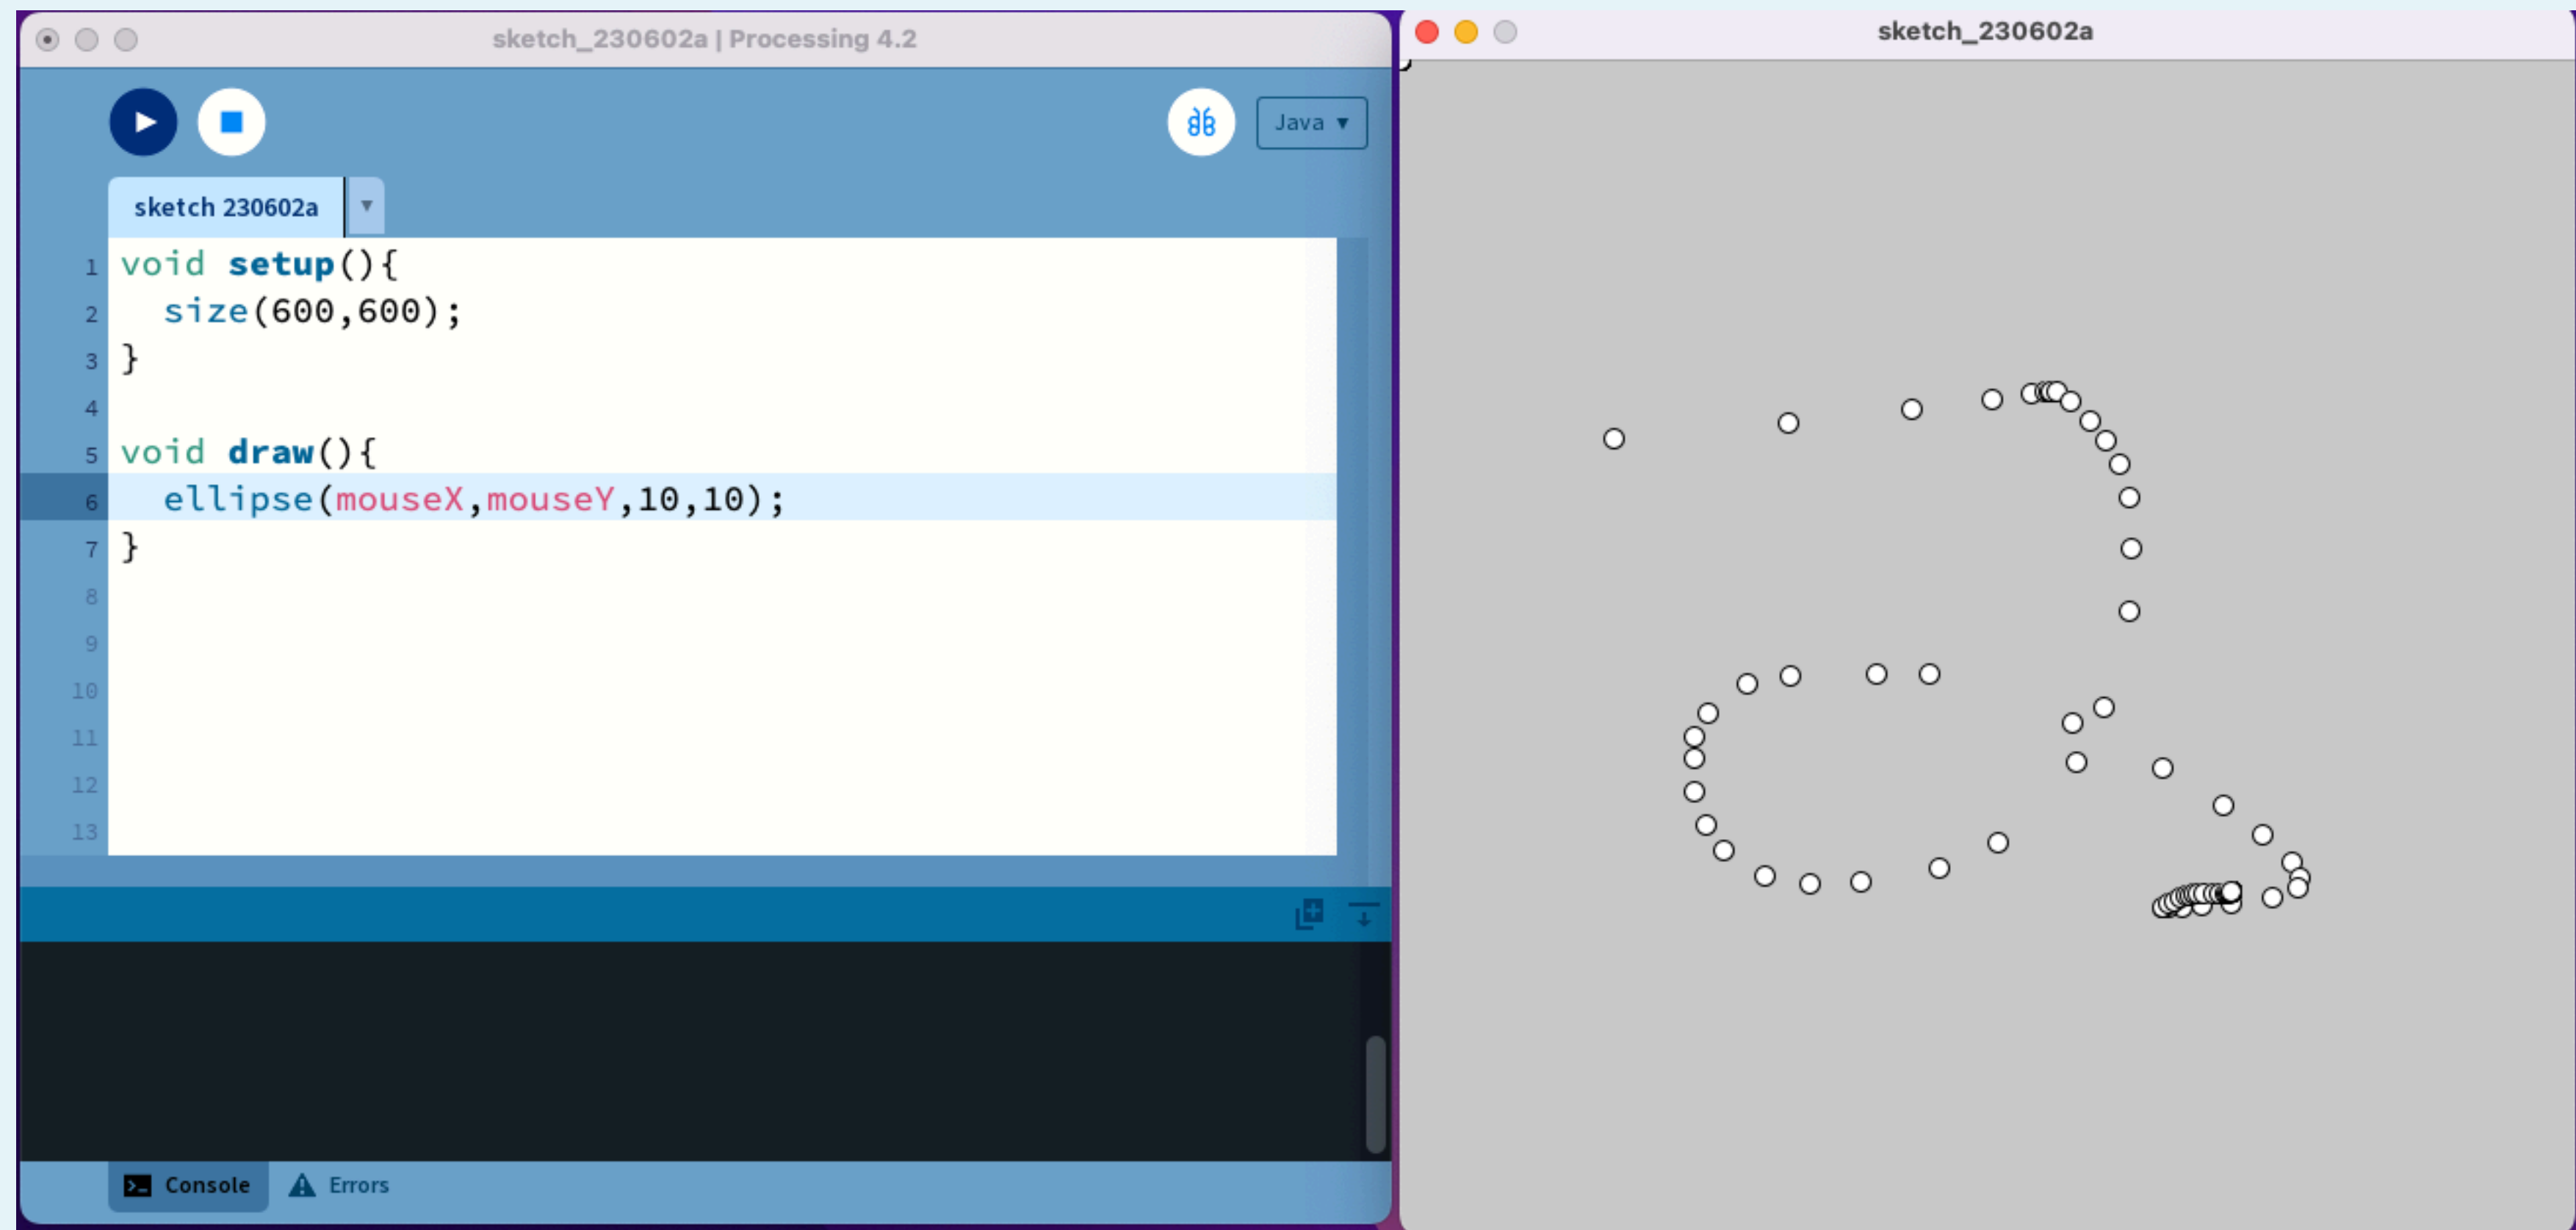 sketch_230602a | Processing 4.2
Java ▼
sketch 230602a ▼
1 void setup(){
2   size(600,600);
3 }
4
5 void draw(){
6   ellipse(mouseX,mouseY,10,10);
7 }
8
9
10
11
12
13
Console Errors
sketch_230602a